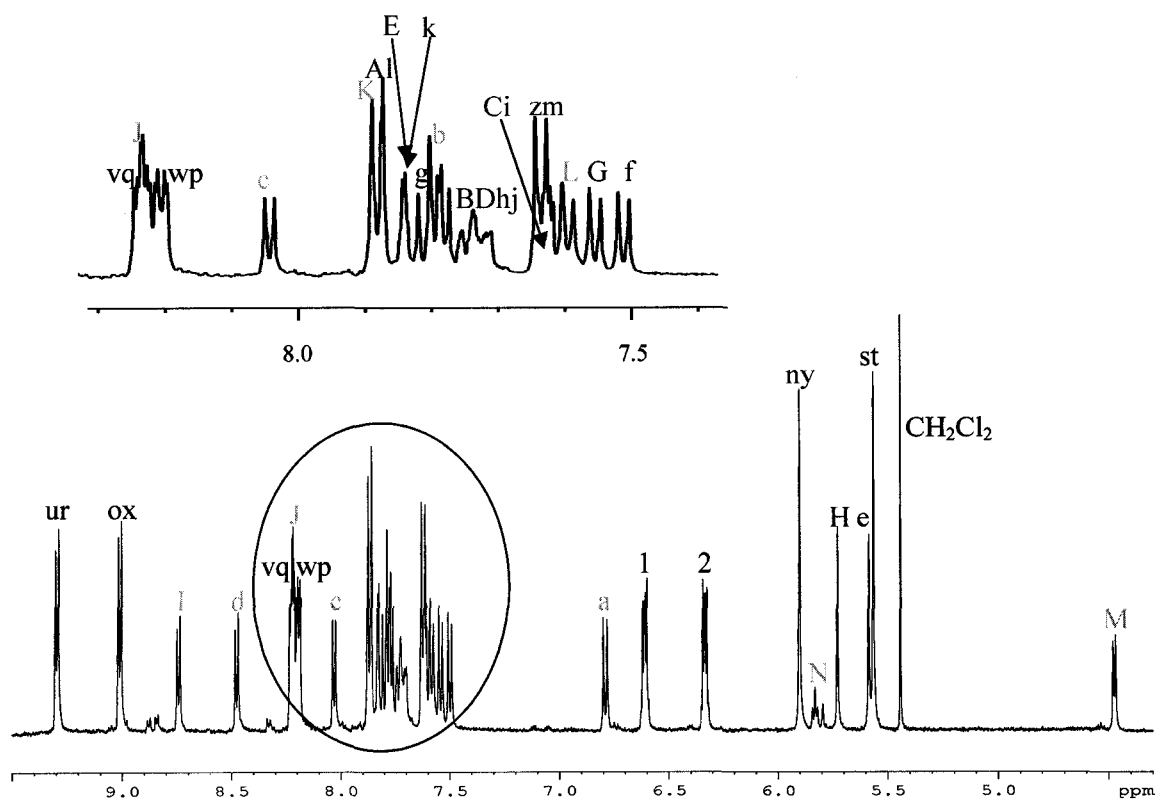 E k
Al
K
Ci zm
J
b
L G f
vq wp
c
g
BDhj
8.0 7.5
ny st
CH₂Cl₂
ur ox
J
H e
vq wp
1 2
I d c
a
N
M
9.0 8.5 8.0 7.5 7.0 6.5 6.0 5.5 5.0 ppm